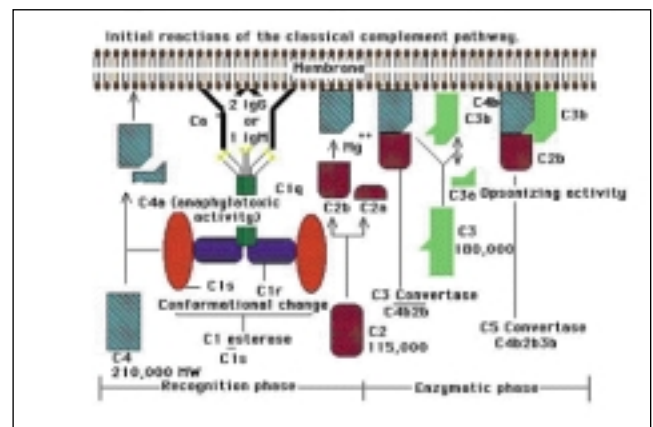 Initial reactions of the classical complement pathway.
Membrane
Ca
2 IgG
or
1 IgM
++
Mg
C4b
C3b
C3b
C1q
C2b
C4a (anaphylatoxic
activity)
C2b
C2a
C3a
Opsonizing activity
C3
180,000
C1s
C1r
Conformational change
C3 Convertase
C4b2b
C1 esterase
C1s
C2
115,000
C5 Convertase
C4b2b3b
C4
210,000 MW
Recognition phase
Enzymatic phase